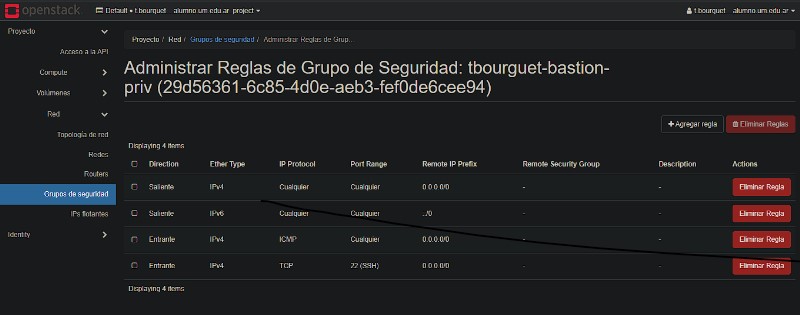 openstack Default • t.bourquet alumno.um.edu.ar_project t.bourquet alumno.um.edu.ar
Proyecto
Acceso a la API
Compute
Volúmenes
Red
Topología de red
Redes
Routers
Grupos de seguridad
IPs flotantes
Identity
Proyecto / Red / Grupos de seguridad / Administrar Reglas de Grup...
Administrar Reglas de Grupo de Seguridad: tbourguet-bastion-
priv (29d56361-6c85-4d0e-aeb3-fef0de6cee94)
Agregar regla Eliminar Reglas
Displaying 4 items
Direction Ether Type IP Protocol Port Range Remote IP Prefix Remote Security Group Description Actions
Saliente IPv4 Cualquier Cualquier 0.0.0.0/0 - - Eliminar Regla
Saliente IPv6 Cualquier Cualquier ::/0 - - Eliminar Regla
Entrante IPv4 ICMP Cualquier 0.0.0.0/0 - - Eliminar Regla
Entrante IPv4 TCP 22 (SSH) 0.0.0.0/0 - - Eliminar Regla
Displaying 4 items